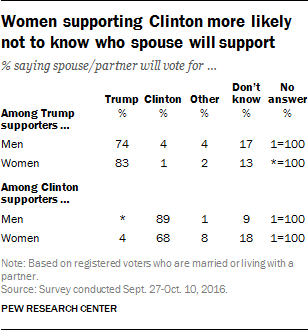 Women supporting Clinton more likely
not to know who spouse will support
% saying spouse/partner will vote for ...
Trump Clinton Other Don't know No answer
Among Trump supporters ... % % % % %
Men 74 4 4 17 1=100
Women 83 1 2 13 *=100
Among Clinton supporters ...
Men * 89 1 9 1=100
Women 4 68 8 18 1=100
Note: Based on registered voters who are married or living with a
partner.
Source: Survey conducted Sept. 27-Oct. 10, 2016.
PEW RESEARCH CENTER